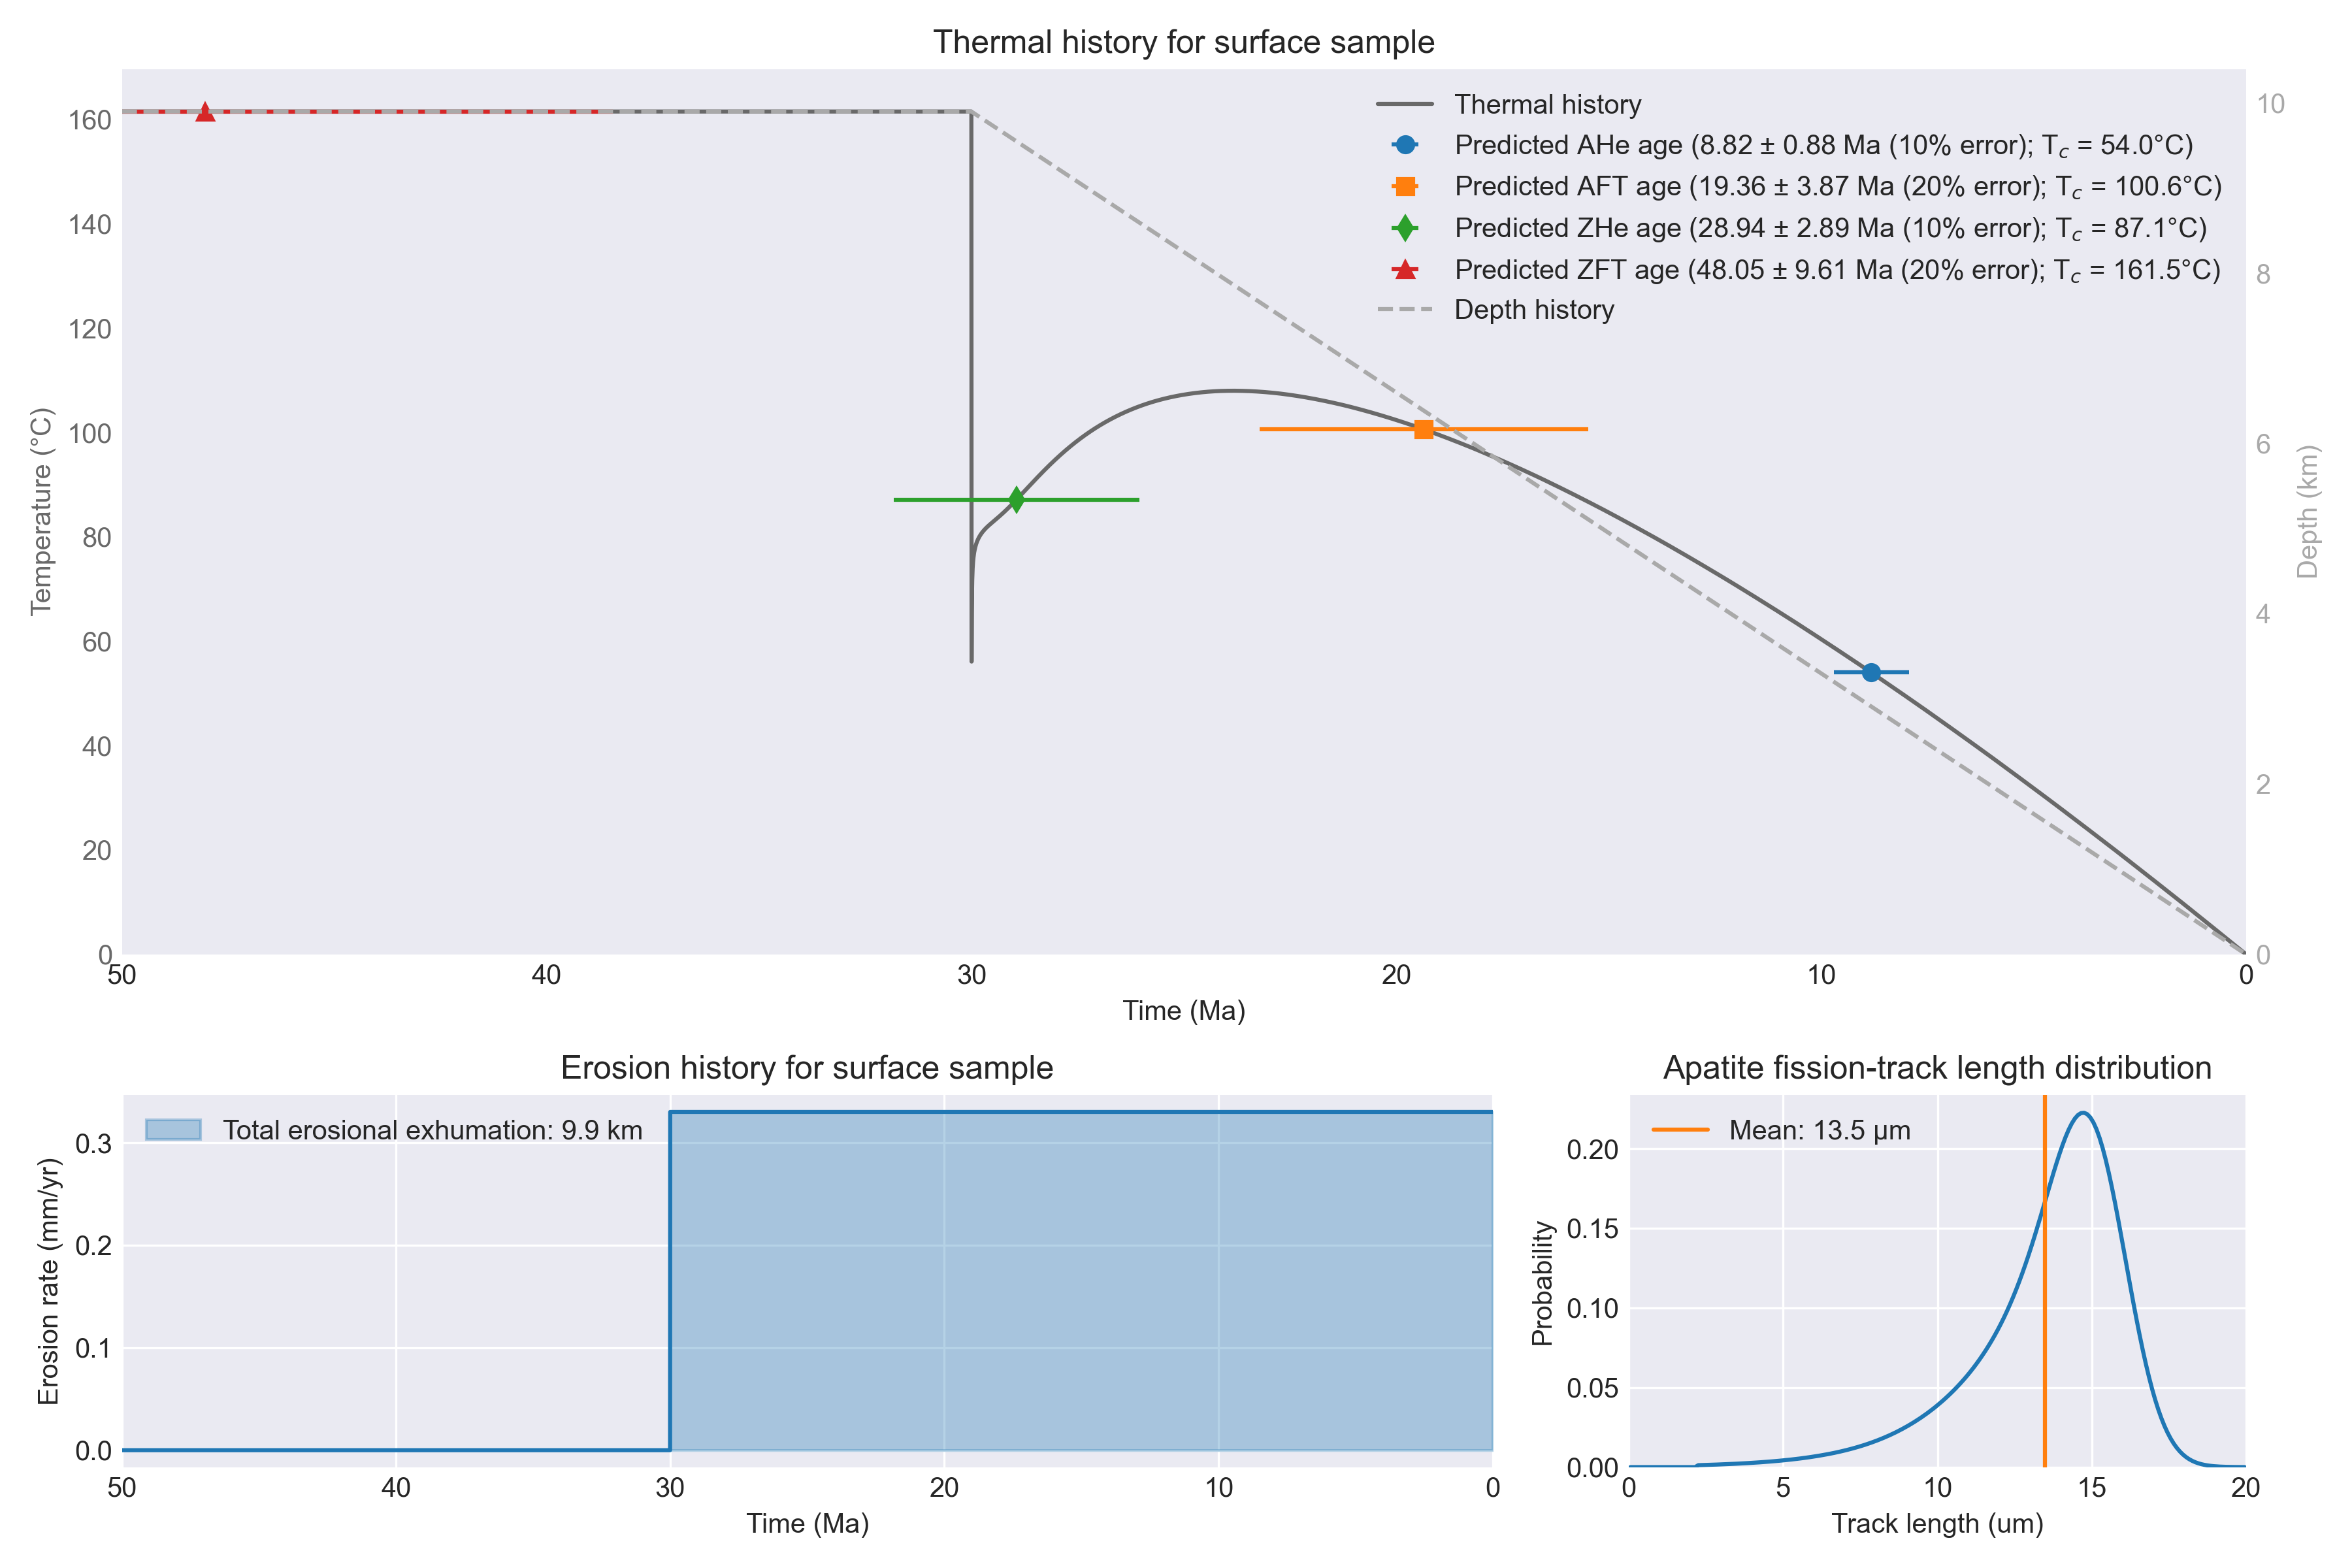 Thermal history for surface sample
Temperature (°C)
160
140
120
100
80
60
40
20
0
Thermal history
Predicted AHe age (8.82 ± 0.88 Ma (10% error); Tc = 54.0°C)
Predicted AFT age (19.36 ± 3.87 Ma (20% error); Tc = 100.6°C)
Predicted ZHe age (28.94 ± 2.89 Ma (10% error); Tc = 87.1°C)
Predicted ZFT age (48.05 ± 9.61 Ma (20% error); Tc = 161.5°C)
Depth history
10
8
6
4
2
0
Depth (km)
50 40 30 20 10 0
Time (Ma)
Erosion history for surface sample
Erosion rate (mm/yr)
0.3
0.2
0.1
0.0
Total erosional exhumation: 9.9 km
50 40 30 20 10 0
Time (Ma)
Apatite fission-track length distribution
Probability
0.20
0.15
0.10
0.05
0.00
Mean: 13.5 µm
0 5 10 15 20
Track length (um)